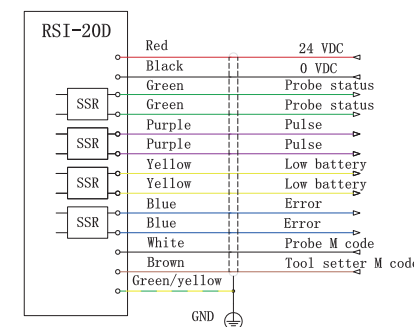 RSI-20D
Red 24 VDC
Black 0 VDC
Green Probe status
SSR
Green Probe status
Purple Pulse
SSR
Purple Pulse
Yellow Low battery
SSR
Yellow Low battery
Blue Error
SSR
Blue Error
White Probe M code
Brown Tool setter M code
Green/yellow
GND